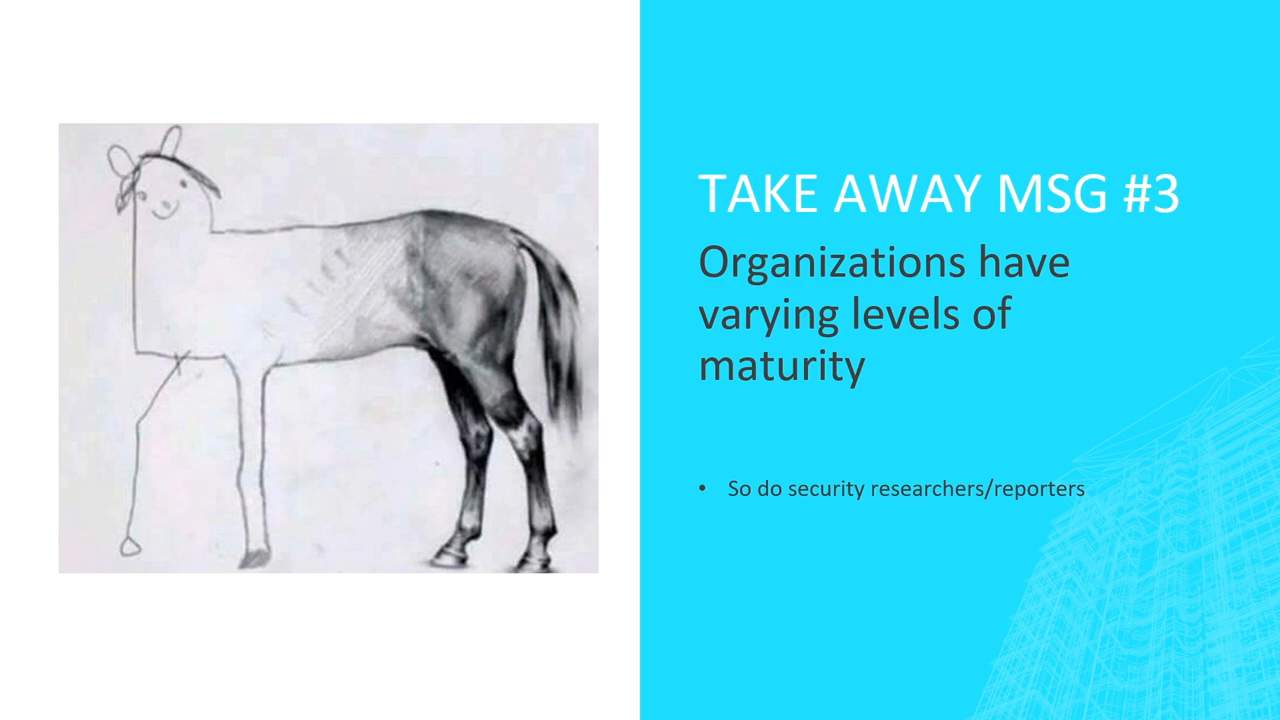 TAKE AWAY MSG #3
Organizations have
varying levels of
maturity
• So do security researchers/reporters